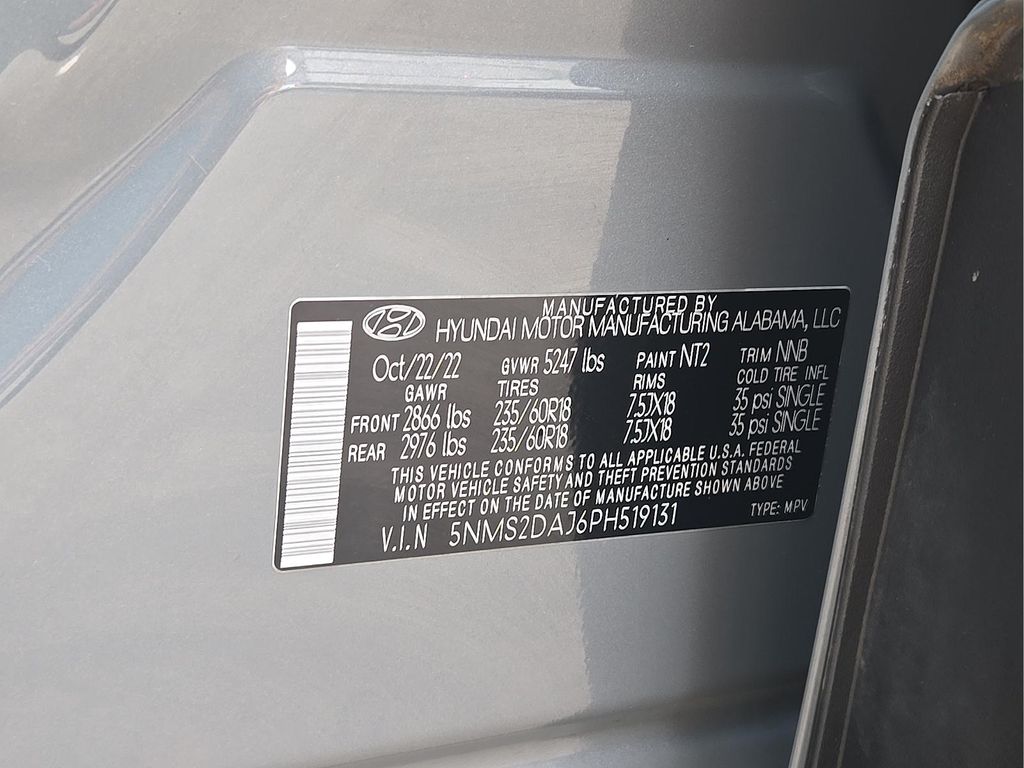 MANUFACTURED BY
HYUNDAI MOTOR MANUFACTURING ALABAMA, LLC
Oct/22/22 GVWR 5247 lbs PAINT NT2 TRIM NNB
GAWR TIRES RIMS COLD TIRE INFL
FRONT 2866 lbs 235/60R18 7.5JX18 35 psi SINGLE
REAR 2976 lbs 235/60R18 7.5JX18 35 psi SINGLE
THIS VEHICLE CONFORMS TO ALL APPLICABLE U.S.A. FEDERAL
MOTOR VEHICLE SAFETY AND THEFT PREVENTION STANDARDS
IN EFFECT ON THE DATE OF MANUFACTURE SHOWN ABOVE
V.I.N 5NMS2DAJ6PH519131 TYPE: MPV